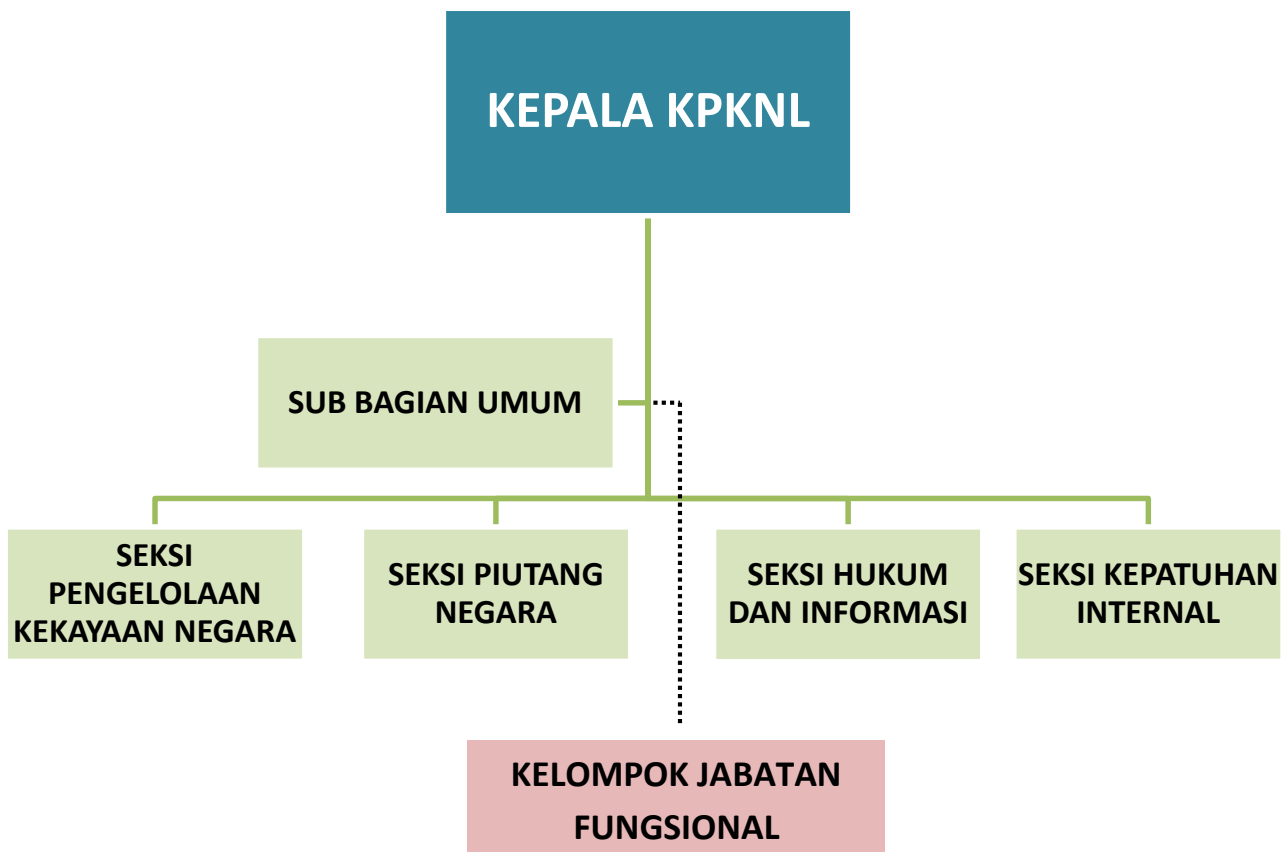 KEPALA KPKNL
SUB BAGIAN UMUM
SEKSI
PENGELOLAAN
KEKAYAAN NEGARA
SEKSI PIUTANG
NEGARA
SEKSI HUKUM
DAN INFORMASI
SEKSI KEPATUHAN
INTERNAL
KELOMPOK JABATAN
FUNGSIONAL